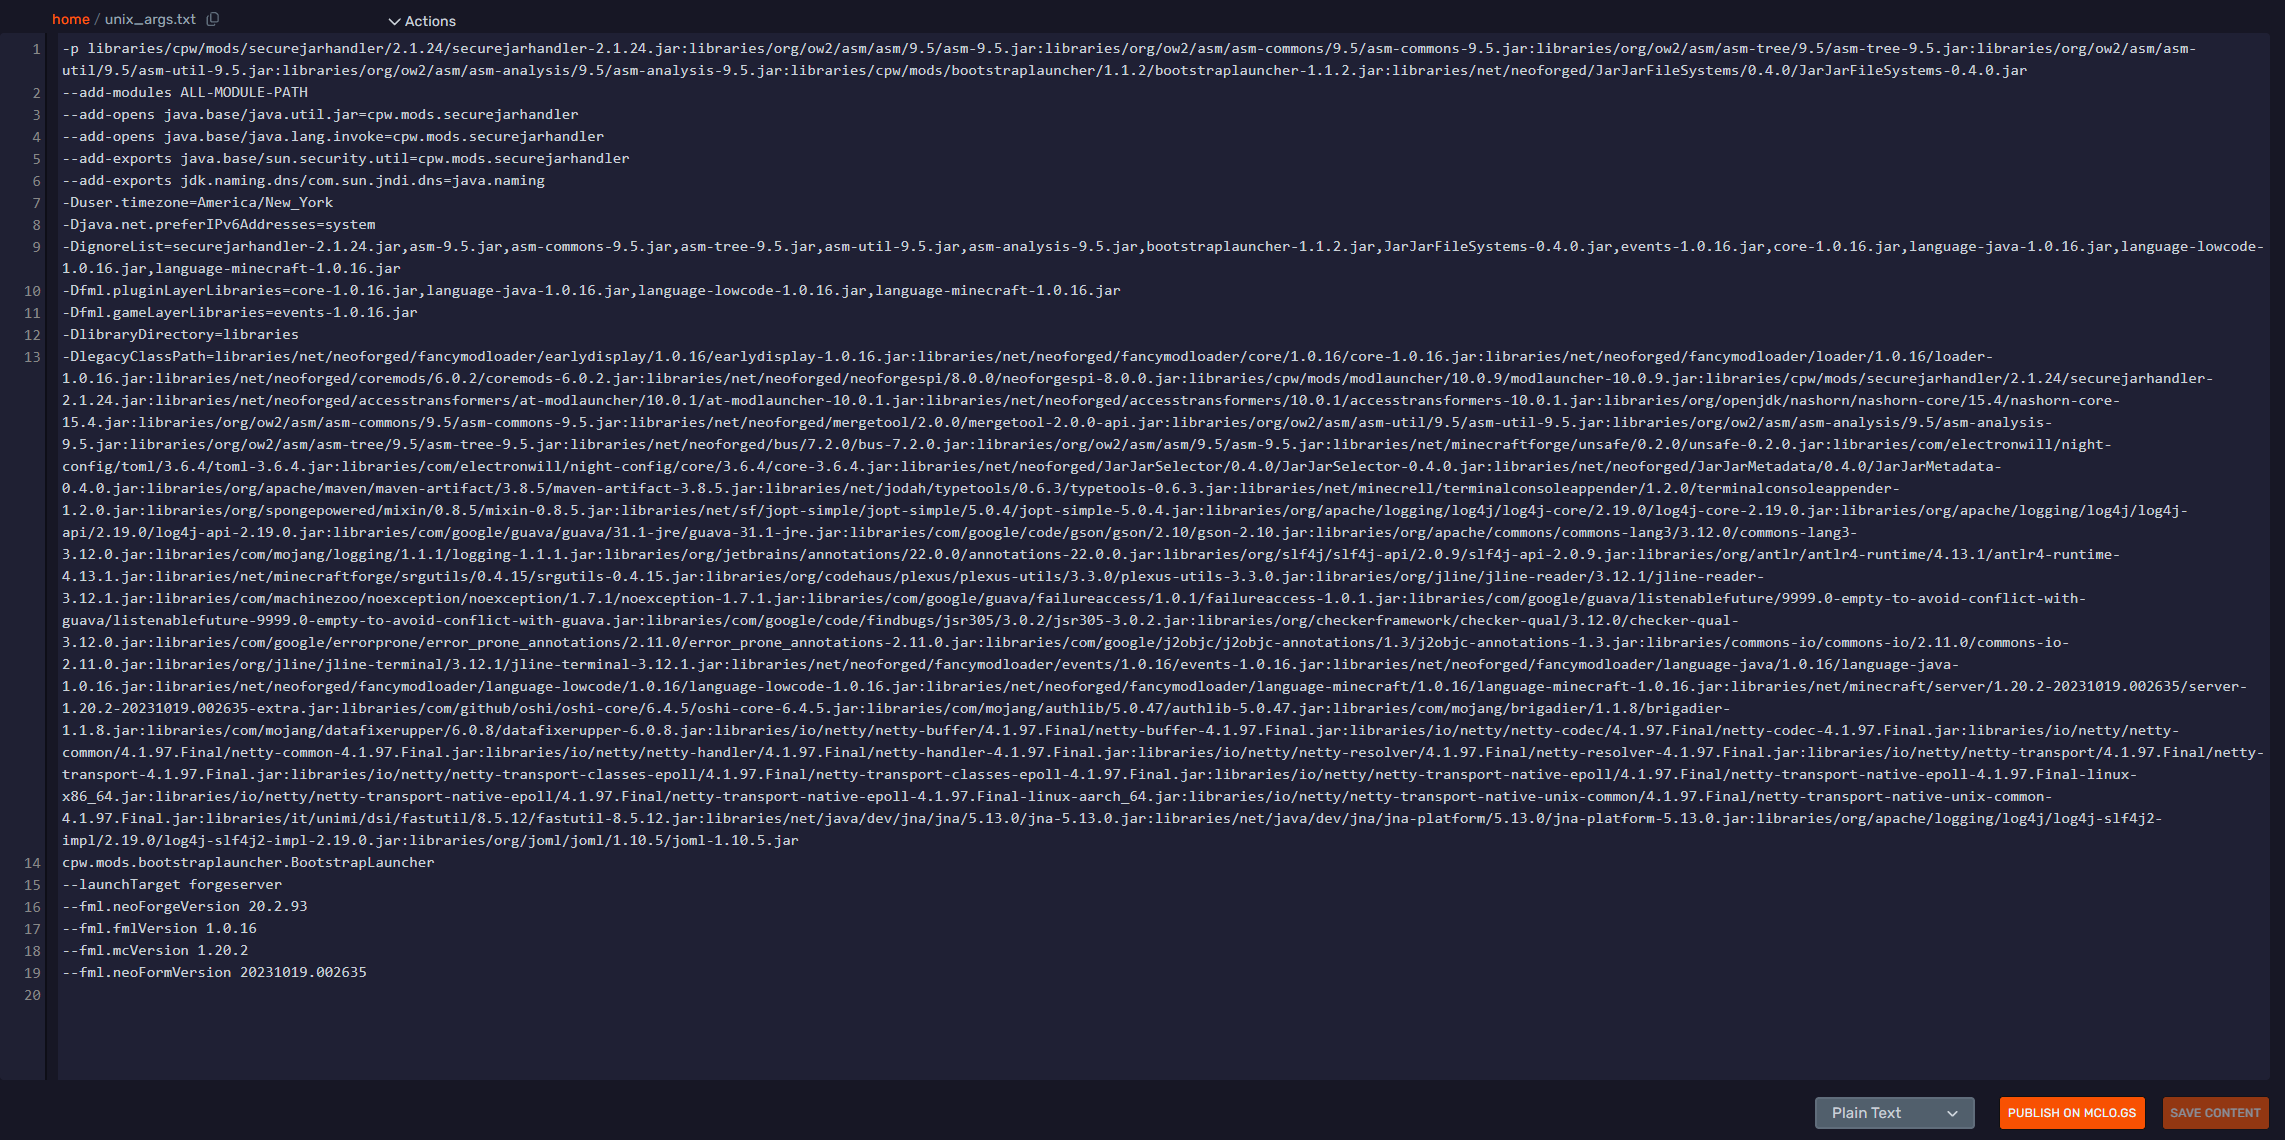 home / unix_args.txt
Actions
1 -p libraries/cpw/mods/securejarhandler/2.1.24/securejarhandler-2.1.24.jar:libraries/org/ow2/asm/asm/9.5/asm-9.5.jar:libraries/org/ow2/asm/asm-commons/9.5/asm-commons-9.5.jar:libraries/org/ow2/asm/asm-tree/9.5/asm-tree-9.5.jar:libraries/org/ow2/asm/asm-
util/9.5/asm-util-9.5.jar:libraries/org/ow2/asm/asm-analysis/9.5/asm-analysis-9.5.jar:libraries/cpw/mods/bootstraplauncher/1.1.2/bootstraplauncher-1.1.2.jar:libraries/net/neoforged/JarJarFileSystems/0.4.0/JarJarFileSystems-0.4.0.jar
2 --add-modules ALL-MODULE-PATH
3 --add-opens java.base/java.util.jar=cpw.mods.securejarhandler
4 --add-opens java.base/java.lang.invoke=cpw.mods.securejarhandler
5 --add-exports java.base/sun.security.util=cpw.mods.securejarhandler
6 --add-exports jdk.naming.dns/com.sun.jndi.dns=java.naming
7 -Duser.timezone=America/New_York
8 -Djava.net.preferIPv6Addresses=system
9 -DignoreList=securejarhandler-2.1.24.jar,asm-9.5.jar,asm-commons-9.5.jar,asm-tree-9.5.jar,asm-util-9.5.jar,asm-analysis-9.5.jar,bootstraplauncher-1.1.2.jar,JarJarFileSystems-0.4.0.jar,events-1.0.16.jar,core-1.0.16.jar,language-java-1.0.16.jar,language-lowcode-
1.0.16.jar,language-minecraft-1.0.16.jar
10 -Dfml.pluginLayerLibraries=core-1.0.16.jar,language-java-1.0.16.jar,language-lowcode-1.0.16.jar,language-minecraft-1.0.16.jar
11 -Dfml.gameLayerLibraries=events-1.0.16.jar
12 -DlibraryDirectory=libraries
13 -DlegacyClassPath=libraries/net/neoforged/fancymodloader/earlydisplay/1.0.16/earlydisplay-1.0.16.jar:libraries/net/neoforged/fancymodloader/core/1.0.16/core-1.0.16.jar:libraries/net/neoforged/fancymodloader/loader/1.0.16/loader-
1.0.16.jar:libraries/net/neoforged/coremods/6.0.2/coremods-6.0.2.jar:libraries/net/neoforged/neoforgespi/8.0.0/neoforgespi-8.0.0.jar:libraries/cpw/mods/modlauncher/10.0.9/modlauncher-10.0.9.jar:libraries/cpw/mods/securejarhandler/2.1.24/securejarhandler-
2.1.24.jar:libraries/net/neoforged/accesstransformers/at-modlauncher/10.0.1/at-modlauncher-10.0.1.jar:libraries/net/neoforged/accesstransformers/10.0.1/accesstransformers-10.0.1.jar:libraries/org/openjdk/nashorn/nashorn-core/15.4/nashorn-core-
15.4.jar:libraries/org/ow2/asm/asm-commons/9.5/asm-commons-9.5.jar:libraries/net/neoforged/mergetool/2.0.0/mergetool-2.0.0-api.jar:libraries/org/ow2/asm/asm-util/9.5/asm-util-9.5.jar:libraries/org/ow2/asm/asm-analysis/9.5/asm-analysis-
9.5.jar:libraries/org/ow2/asm/asm-tree/9.5/asm-tree-9.5.jar:libraries/net/neoforged/bus/7.2.0/bus-7.2.0.jar:libraries/org/ow2/asm/asm/9.5/asm-9.5.jar:libraries/net/minecraftforge/unsafe/0.2.0/unsafe-0.2.0.jar:libraries/com/electronwill/night-
config/toml/3.6.4/toml-3.6.4.jar:libraries/com/electronwill/night-config/core/3.6.4/core-3.6.4.jar:libraries/net/neoforged/JarJarSelector/0.4.0/JarJarSelector-0.4.0.jar:libraries/net/neoforged/JarJarMetadata/0.4.0/JarJarMetadata-
0.4.0.jar:libraries/org/apache/maven/maven-artifact/3.8.5/maven-artifact-3.8.5.jar:libraries/net/jodah/typetools/0.6.3/typetools-0.6.3.jar:libraries/net/minecrell/terminalconsoleappender/1.2.0/terminalconsoleappender-
1.2.0.jar:libraries/org/spongepowered/mixin/0.8.5/mixin-0.8.5.jar:libraries/net/sf/jopt-simple/jopt-simple/5.0.4/jopt-simple-5.0.4.jar:libraries/org/apache/logging/log4j/log4j-core/2.19.0/log4j-core-2.19.0.jar:libraries/org/apache/logging/log4j/log4j-
api/2.19.0/log4j-api-2.19.0.jar:libraries/com/google/guava/guava/31.1-jre/guava-31.1-jre.jar:libraries/com/google/code/gson/gson/2.10/gson-2.10.jar:libraries/org/apache/commons/commons-lang3/3.12.0/commons-lang3-
3.12.0.jar:libraries/com/mojang/logging/1.1.1/logging-1.1.1.jar:libraries/org/jetbrains/annotations/22.0.0/annotations-22.0.0.jar:libraries/org/slf4j/slf4j-api/2.0.9/slf4j-api-2.0.9.jar:libraries/org/antlr/antlr4-runtime/4.13.1/antlr4-runtime-
4.13.1.jar:libraries/net/minecraftforge/srgutils/0.4.15/srgutils-0.4.15.jar:libraries/org/codehaus/plexus/plexus-utils/3.3.0/plexus-utils-3.3.0.jar:libraries/org/jline/jline-reader/3.12.1/jline-reader-
3.12.1.jar:libraries/com/machinezoo/noexception/noexception/1.7.1/noexception-1.7.1.jar:libraries/com/google/guava/failureaccess/1.0.1/failureaccess-1.0.1.jar:libraries/com/google/guava/listenablefuture/9999.0-empty-to-avoid-conflict-with-
guava/listenablefuture-9999.0-empty-to-avoid-conflict-with-guava.jar:libraries/com/google/code/findbugs/jsr305/3.0.2/jsr305-3.0.2.jar:libraries/org/checkerframework/checker-qual/3.12.0/checker-qual-
3.12.0.jar:libraries/com/google/errorprone/error_prone_annotations/2.11.0/error_prone_annotations-2.11.0.jar:libraries/com/google/j2objc/j2objc-annotations/1.3/j2objc-annotations-1.3.jar:libraries/commons-io/commons-io/2.11.0/commons-io-
2.11.0.jar:libraries/org/jline/jline-terminal/3.12.1/jline-terminal-3.12.1.jar:libraries/net/neoforged/fancymodloader/events/1.0.16/events-1.0.16.jar:libraries/net/neoforged/fancymodloader/language-java/1.0.16/language-java-
1.0.16.jar:libraries/net/neoforged/fancymodloader/language-lowcode/1.0.16/language-lowcode-1.0.16.jar:libraries/net/neoforged/fancymodloader/language-minecraft/1.0.16/language-minecraft-1.0.16.jar:libraries/net/minecraft/server/1.20.2-20231019.002635/server-
1.20.2-20231019.002635-extra.jar:libraries/com/github/oshi/oshi-core/6.4.5/oshi-core-6.4.5.jar:libraries/com/mojang/authlib/5.0.47/authlib-5.0.47.jar:libraries/com/mojang/brigadier/1.1.8/brigadier-
1.1.8.jar:libraries/com/mojang/datafixerupper/6.0.8/datafixerupper-6.0.8.jar:libraries/io/netty/netty-buffer/4.1.97.Final/netty-buffer-4.1.97.Final.jar:libraries/io/netty/netty-codec/4.1.97.Final/netty-codec-4.1.97.Final.jar:libraries/io/netty/netty-
common/4.1.97.Final/netty-common-4.1.97.Final.jar:libraries/io/netty/netty-handler/4.1.97.Final/netty-handler-4.1.97.Final.jar:libraries/io/netty/netty-resolver/4.1.97.Final/netty-resolver-4.1.97.Final.jar:libraries/io/netty/netty-transport/4.1.97.Final/netty-
transport-4.1.97.Final.jar:libraries/io/netty/netty-transport-classes-epoll/4.1.97.Final/netty-transport-classes-epoll-4.1.97.Final.jar:libraries/io/netty/netty-transport-native-epoll/4.1.97.Final/netty-transport-native-epoll-4.1.97.Final-linux-
x86_64.jar:libraries/io/netty/netty-transport-native-epoll/4.1.97.Final/netty-transport-native-epoll-4.1.97.Final-linux-aarch_64.jar:libraries/io/netty/netty-transport-native-unix-common/4.1.97.Final/netty-transport-native-unix-common-
4.1.97.Final.jar:libraries/it/unimi/dsi/fastutil/8.5.12/fastutil-8.5.12.jar:libraries/net/java/dev/jna/jna/5.13.0/jna-5.13.0.jar:libraries/net/java/dev/jna/jna-platform/5.13.0/jna-platform-5.13.0.jar:libraries/org/apache/logging/log4j/log4j-slf4j2-
impl/2.19.0/log4j-slf4j2-impl-2.19.0.jar:libraries/org/joml/joml/1.10.5/joml-1.10.5.jar
14 cpw.mods.bootstraplauncher.BootstrapLauncher
15 --launchTarget forgeserver
16 --fml.neoForgeVersion 20.2.93
17 --fml.fmlVersion 1.0.16
18 --fml.mcVersion 1.20.2
19 --fml.neoFormVersion 20231019.002635
20
Plain Text
PUBLISH ON MCLO.GS
SAVE CONTENT